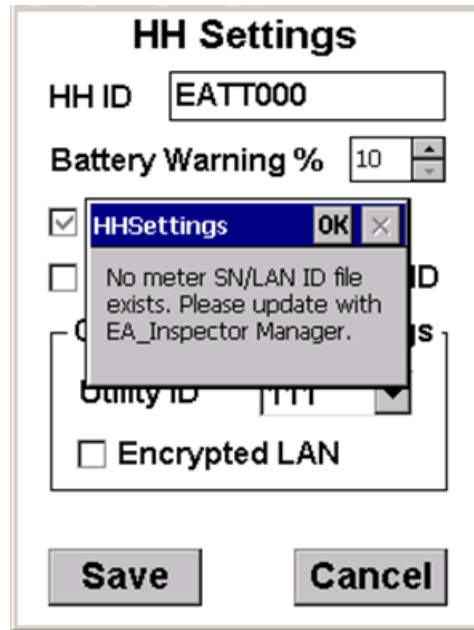 HH Settings
HH ID EATT000
Battery Warning % 10
HHSettings OK
No meter SN/LAN ID file
exists. Please update with
EA_Inspector Manager.
ID
Utility ID 111
Encrypted LAN
Save Cancel